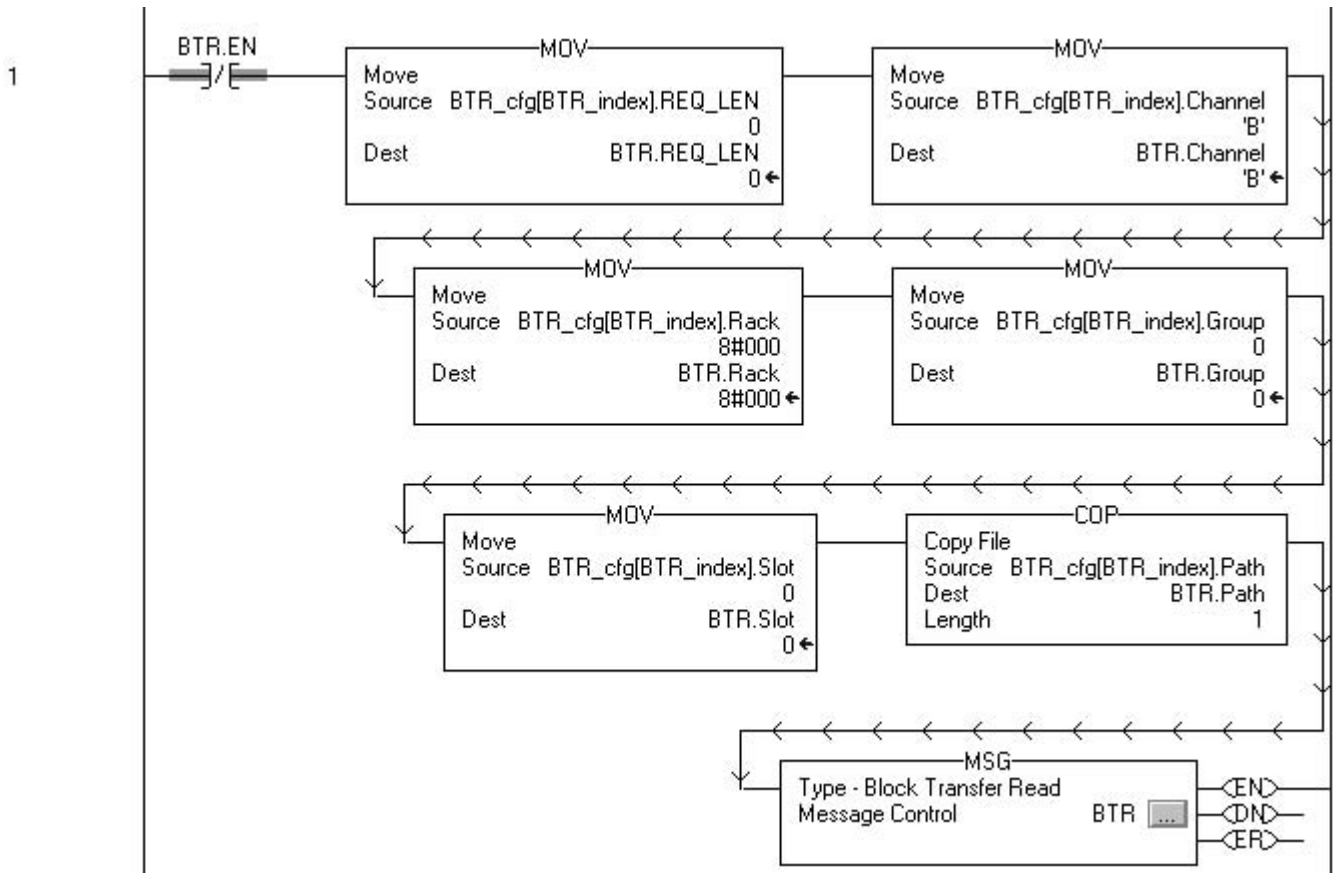 1
BTR.EN
MOV
Move
Source BTR_cfg[BTR_index].REQ_LEN
0
Dest BTR.REQ_LEN
0
MOV
Move
Source BTR_cfg[BTR_index].Channel
'B'
Dest BTR.Channel
'B'
MOV
Move
Source BTR_cfg[BTR_index].Rack
8#000
Dest BTR.Rack
8#000
MOV
Move
Source BTR_cfg[BTR_index].Group
0
Dest BTR.Group
0
MOV
Move
Source BTR_cfg[BTR_index].Slot
0
Dest BTR.Slot
0
COP
Copy File
Source BTR_cfg[BTR_index].Path
Dest BTR.Path
Length 1
MSG
Type - Block Transfer Read
Message Control BTR ...
EN
DN
ER